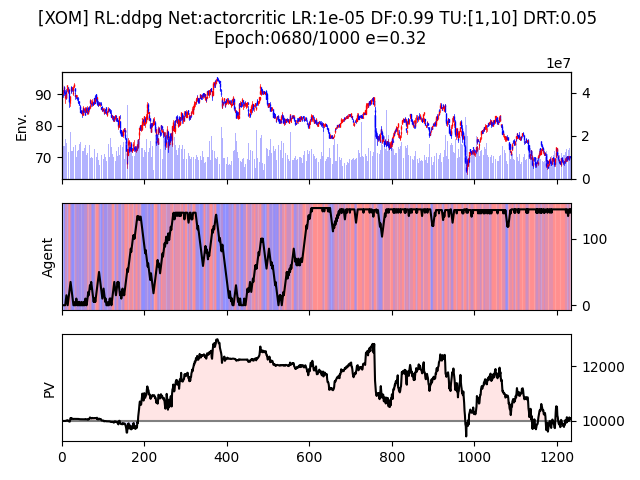 [XOM] RL:ddpg Net:actorcritic LR:1e-05 DF:0.99 TU:[1,10] DRT:0.05
Epoch:0680/1000 e=0.32
1e7
Env.
90
80
70
4
2
0
Agent
100
0
PV
12000
10000
0 200 400 600 800 1000 1200